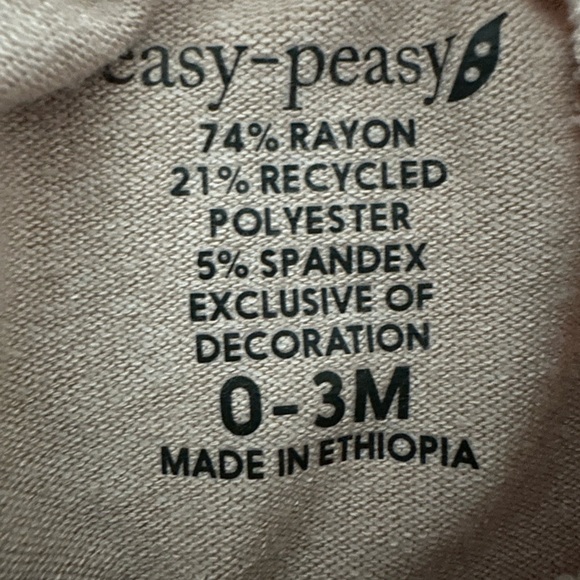 easy-peasy
74% RAYON
21% RECYCLED
POLYESTER
5% SPANDEX
EXCLUSIVE OF
DECORATION
0-3M
MADE IN ETHIOPIA